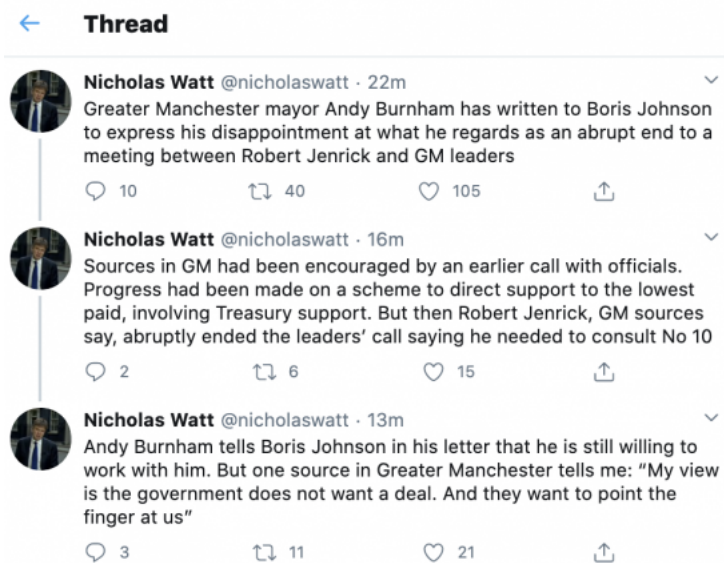 Thread
Nicholas Watt @nicholaswatt · 22m
Greater Manchester mayor Andy Burnham has written to Boris Johnson
to express his disappointment at what he regards as an abrupt end to a
meeting between Robert Jenrick and GM leaders
10 40 105
Nicholas Watt @nicholaswatt · 16m
Sources in GM had been encouraged by an earlier call with officials.
Progress had been made on a scheme to direct support to the lowest
paid, involving Treasury support. But then Robert Jenrick, GM sources
say, abruptly ended the leaders’ call saying he needed to consult No 10
2 6 15
Nicholas Watt @nicholaswatt · 13m
Andy Burnham tells Boris Johnson in his letter that he is still willing to
work with him. But one source in Greater Manchester tells me: “My view
is the government does not want a deal. And they want to point the
finger at us”
3 11 21